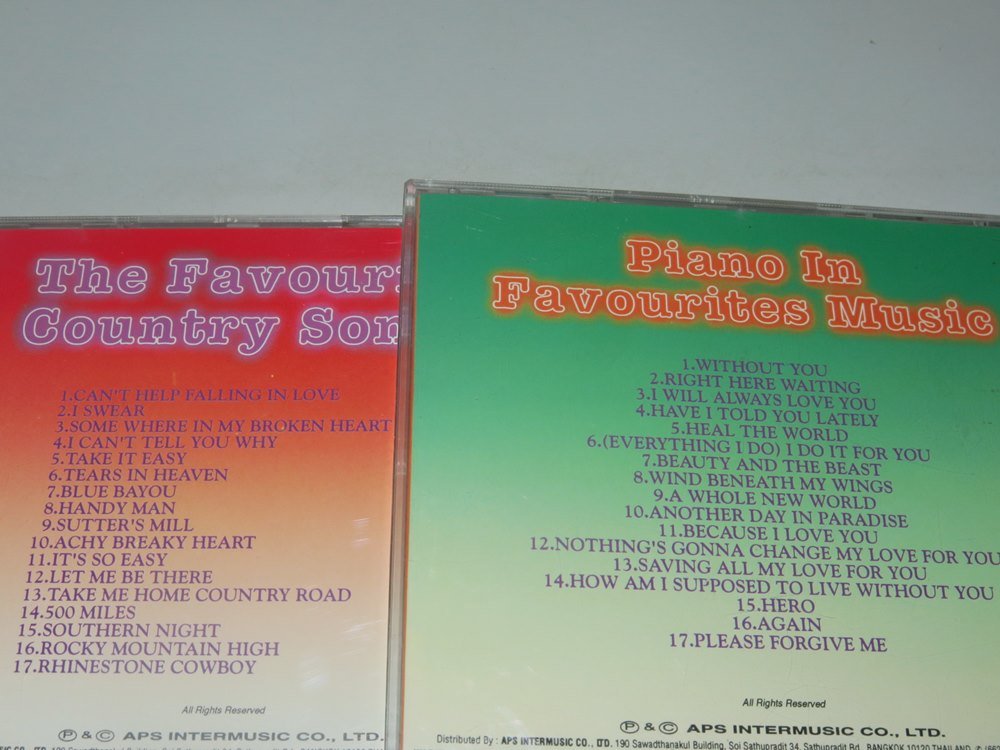 The Favouri
Country Son
1.CAN'T HELP FALLING IN LOVE
2.I SWEAR
3.SOME WHERE IN MY BROKEN HEART
4.I CAN'T TELL YOU WHY
5.TAKE IT EASY
6.TEARS IN HEAVEN
7.BLUE BAYOU
8.HANDY MAN
9.SUTTER'S MILL
10.ACHY BREAKY HEART
11.IT'S SO EASY
12.LET ME BE THERE
13.TAKE ME HOME COUNTRY ROAD
14.500 MILES
15.SOUTHERN NIGHT
16.ROCKY MOUNTAIN HIGH
17.RHINESTONE COWBOY
All Rights Reserved
Ⓟ & Ⓒ APS INTERMUSIC CO., LTD.
Piano In
Favourites Music
1.WITHOUT YOU
2.RIGHT HERE WAITING
3.I WILL ALWAYS LOVE YOU
4.HAVE I TOLD YOU LATELY
5.HEAL THE WORLD
6.(EVERYTHING I DO) I DO IT FOR YOU
7.BEAUTY AND THE BEAST
8.WIND BENEATH MY WINGS
9.A WHOLE NEW WORLD
10.ANOTHER DAY IN PARADISE
11.BECAUSE I LOVE YOU
12.NOTHING'S GONNA CHANGE MY LOVE FOR YOU
13.SAVING ALL MY LOVE FOR YOU
14.HOW AM I SUPPOSED TO LIVE WITHOUT YOU
15.HERO
16.AGAIN
17.PLEASE FORGIVE ME
All Rights Reserved
Ⓟ & Ⓒ APS INTERMUSIC CO., LTD.
Distributed By : APS INTERMUSIC CO., LTD. 190 Sawadthanakul Building, Soi Sathupradit 34, Sathupradit Rd., BANGKOK 10120 THAILAND